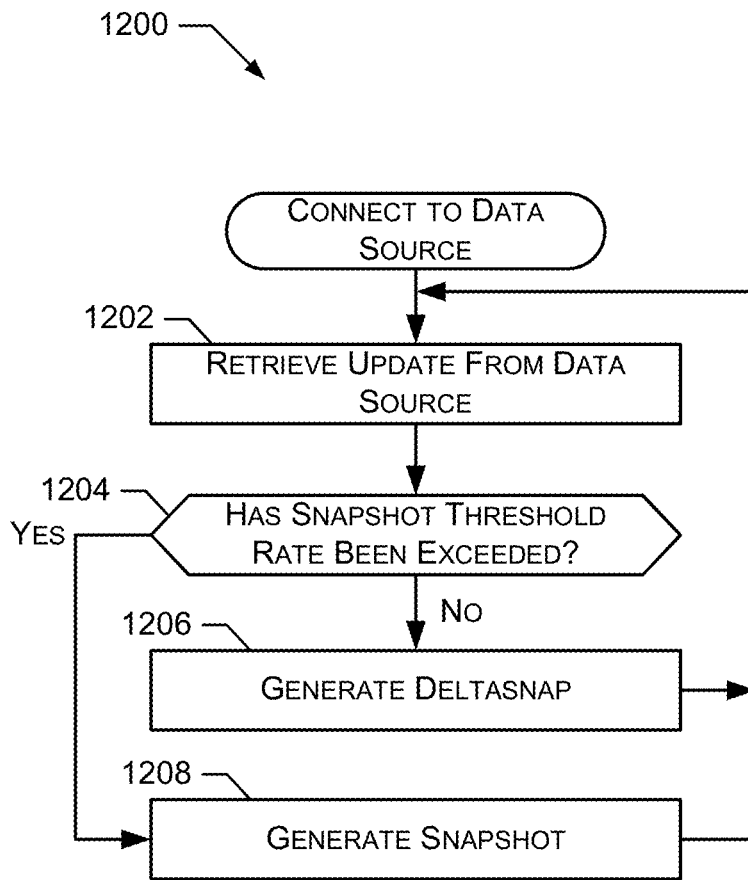 1200
CONNECT TO DATA
SOURCE
1202
RETRIEVE UPDATE FROM DATA
SOURCE
1204
YES
HAS SNAPSHOT THRESHOLD
RATE BEEN EXCEEDED?
NO
1206
GENERATE DELTASNAP
1208
GENERATE SNAPSHOT